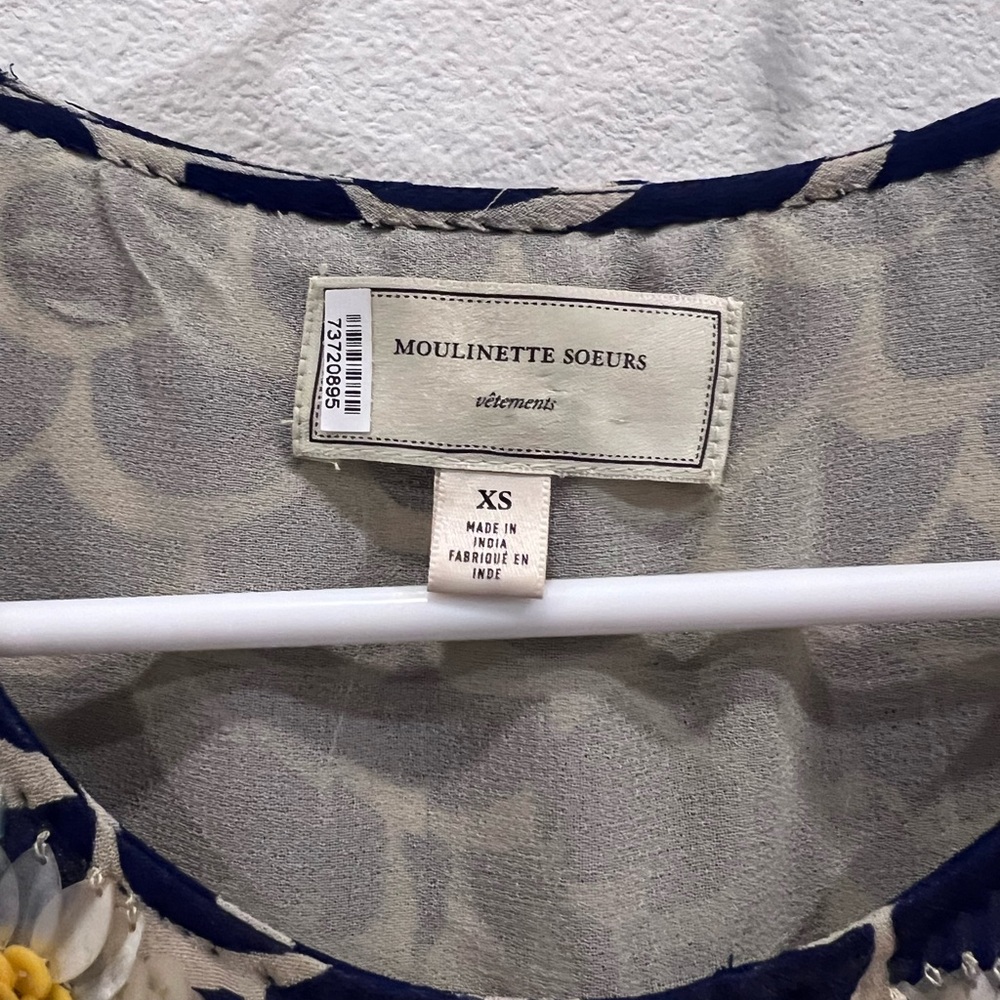 73720895
MOULINETTE SOEURS
vêtements
XS
MADE IN
INDIA
FABRIQUÉ EN
INDE